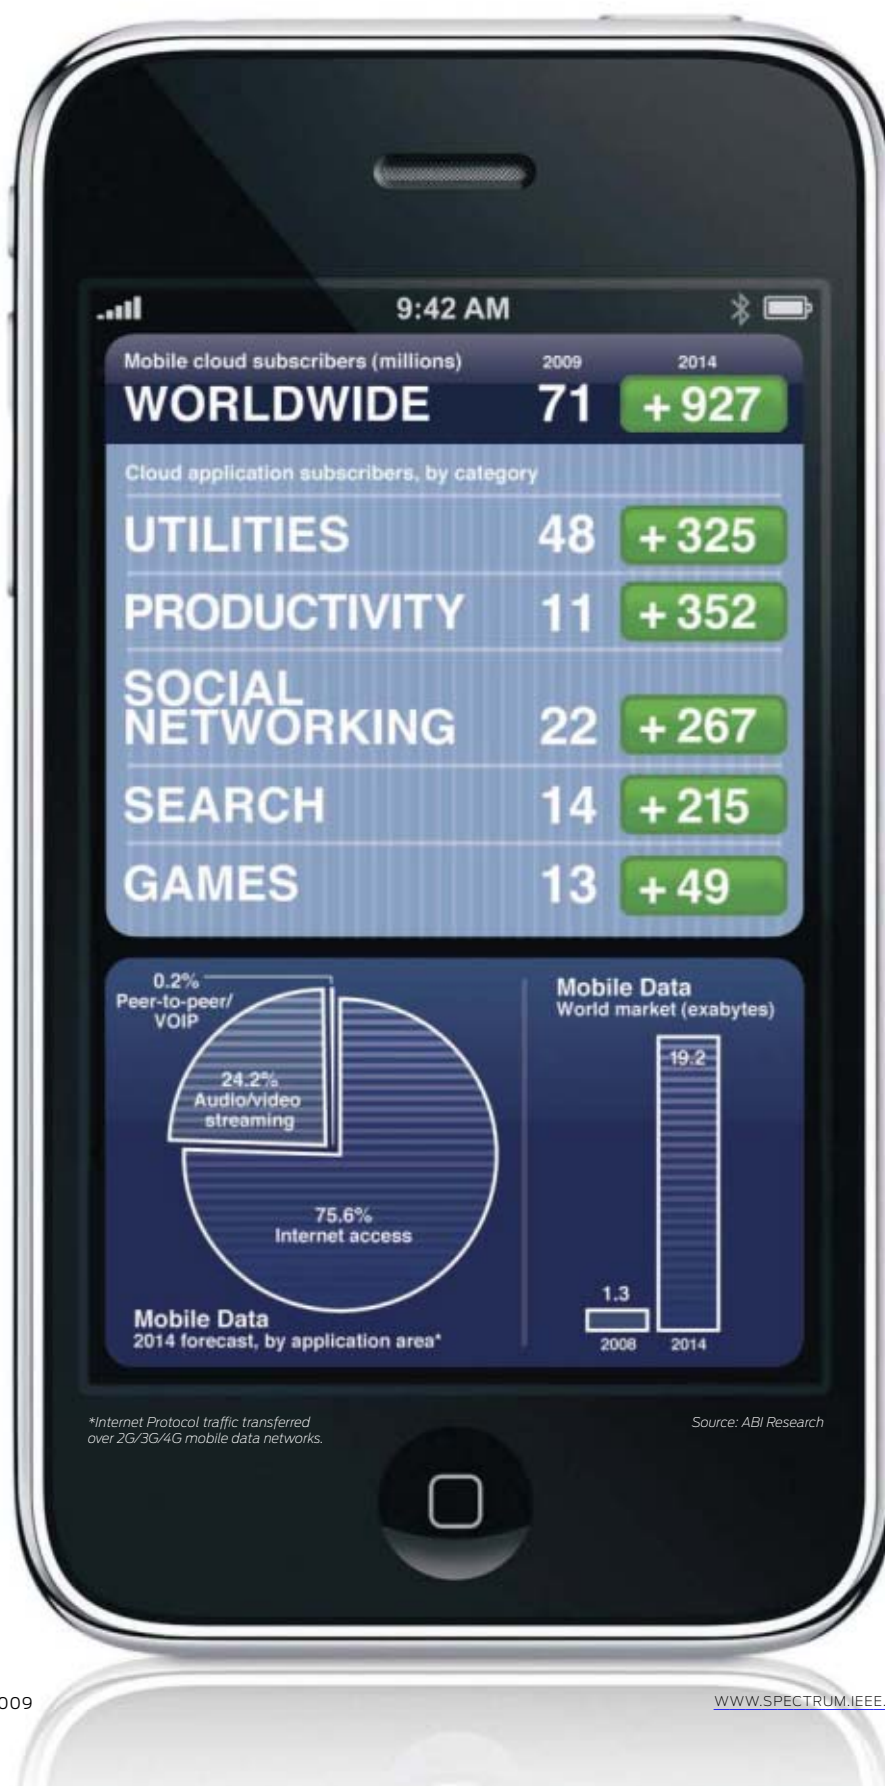 9:42 AM
Mobile cloud subscribers (millions) 2009 2014
WORLDWIDE 71 +927
Cloud application subscribers, by category
UTILITIES 48 +325
PRODUCTIVITY 11 +352
SOCIAL
NETWORKING 22 +267
SEARCH 14 +215
GAMES 13 +49
0.2%
Peer-to-peer/
VOIP
24.2%
Audio/video
streaming
75.6%
Internet access
Mobile Data
2014 forecast, by application area*
Mobile Data
World market (exabytes)
19.2
1.3
2008 2014
*Internet Protocol traffic transferred
over 2G/3G/4G mobile data networks.
Source: ABI Research
009
WWW.SPECTRUM.IEEE.